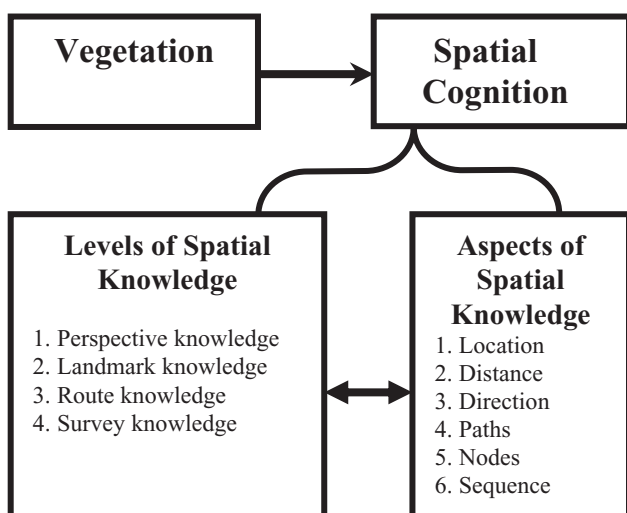 Vegetation
Spatial
Cognition
Levels of Spatial
Knowledge
1. Perspective knowledge
2. Landmark knowledge
3. Route knowledge
4. Survey knowledge
Aspects of
Spatial
Knowledge
1. Location
2. Distance
3. Direction
4. Paths
5. Nodes
6. Sequence